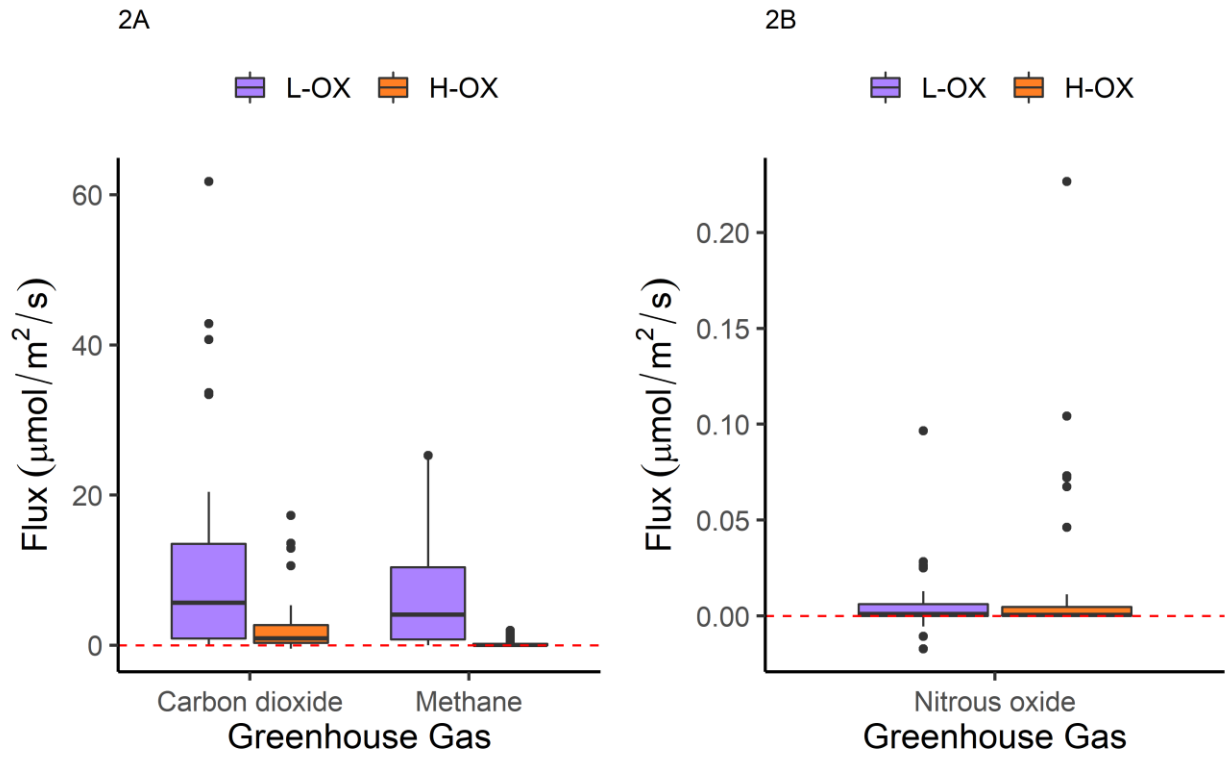 2A
L-OX H-OX
60
40
20
0
Flux (μmol/m²/s)
Carbon dioxide Methane
Greenhouse Gas
2B
L-OX H-OX
0.20
0.15
0.10
0.05
0.00
Flux (μmol/m²/s)
Nitrous oxide
Greenhouse Gas